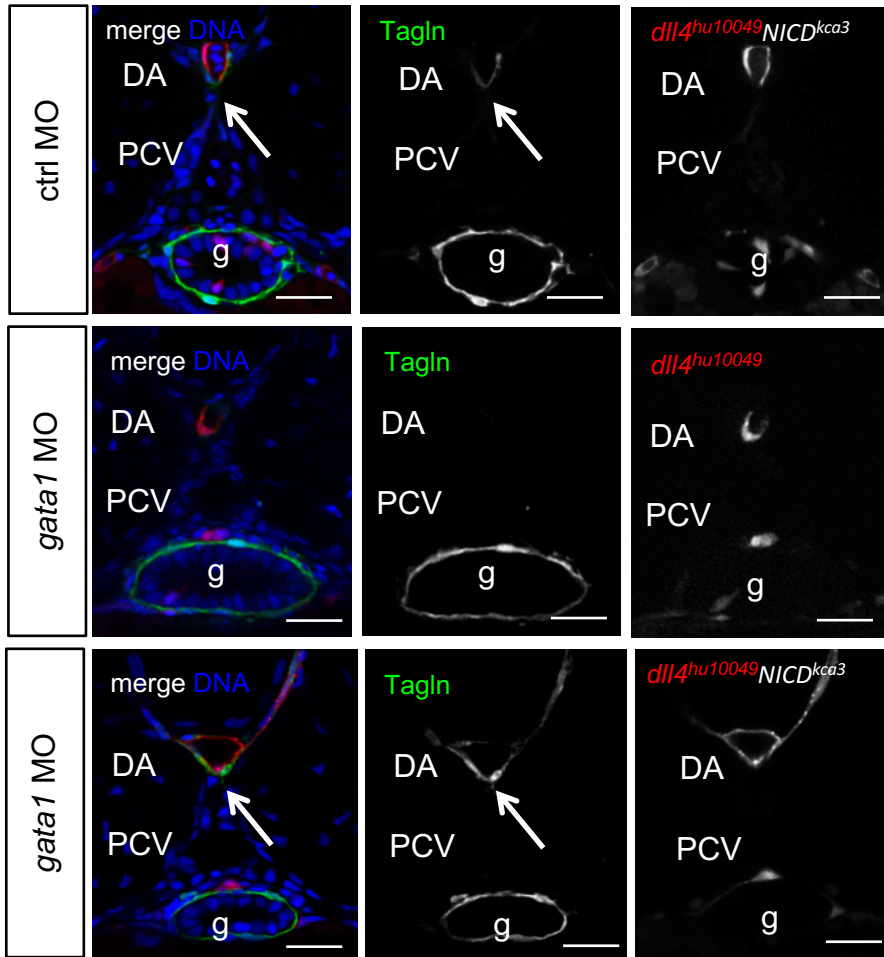 ctrl MO
merge DNA
DA
PCV
g
Tagln
DA
PCV
g
dll4hu10049NICDkca3
DA
PCV
g
gata1 MO
merge DNA
DA
PCV
g
Tagln
DA
PCV
g
dll4hu10049
DA
PCV
g
gata1 MO
merge DNA
DA
PCV
g
Tagln
DA
PCV
g
dll4hu10049NICDkca3
DA
PCV
g